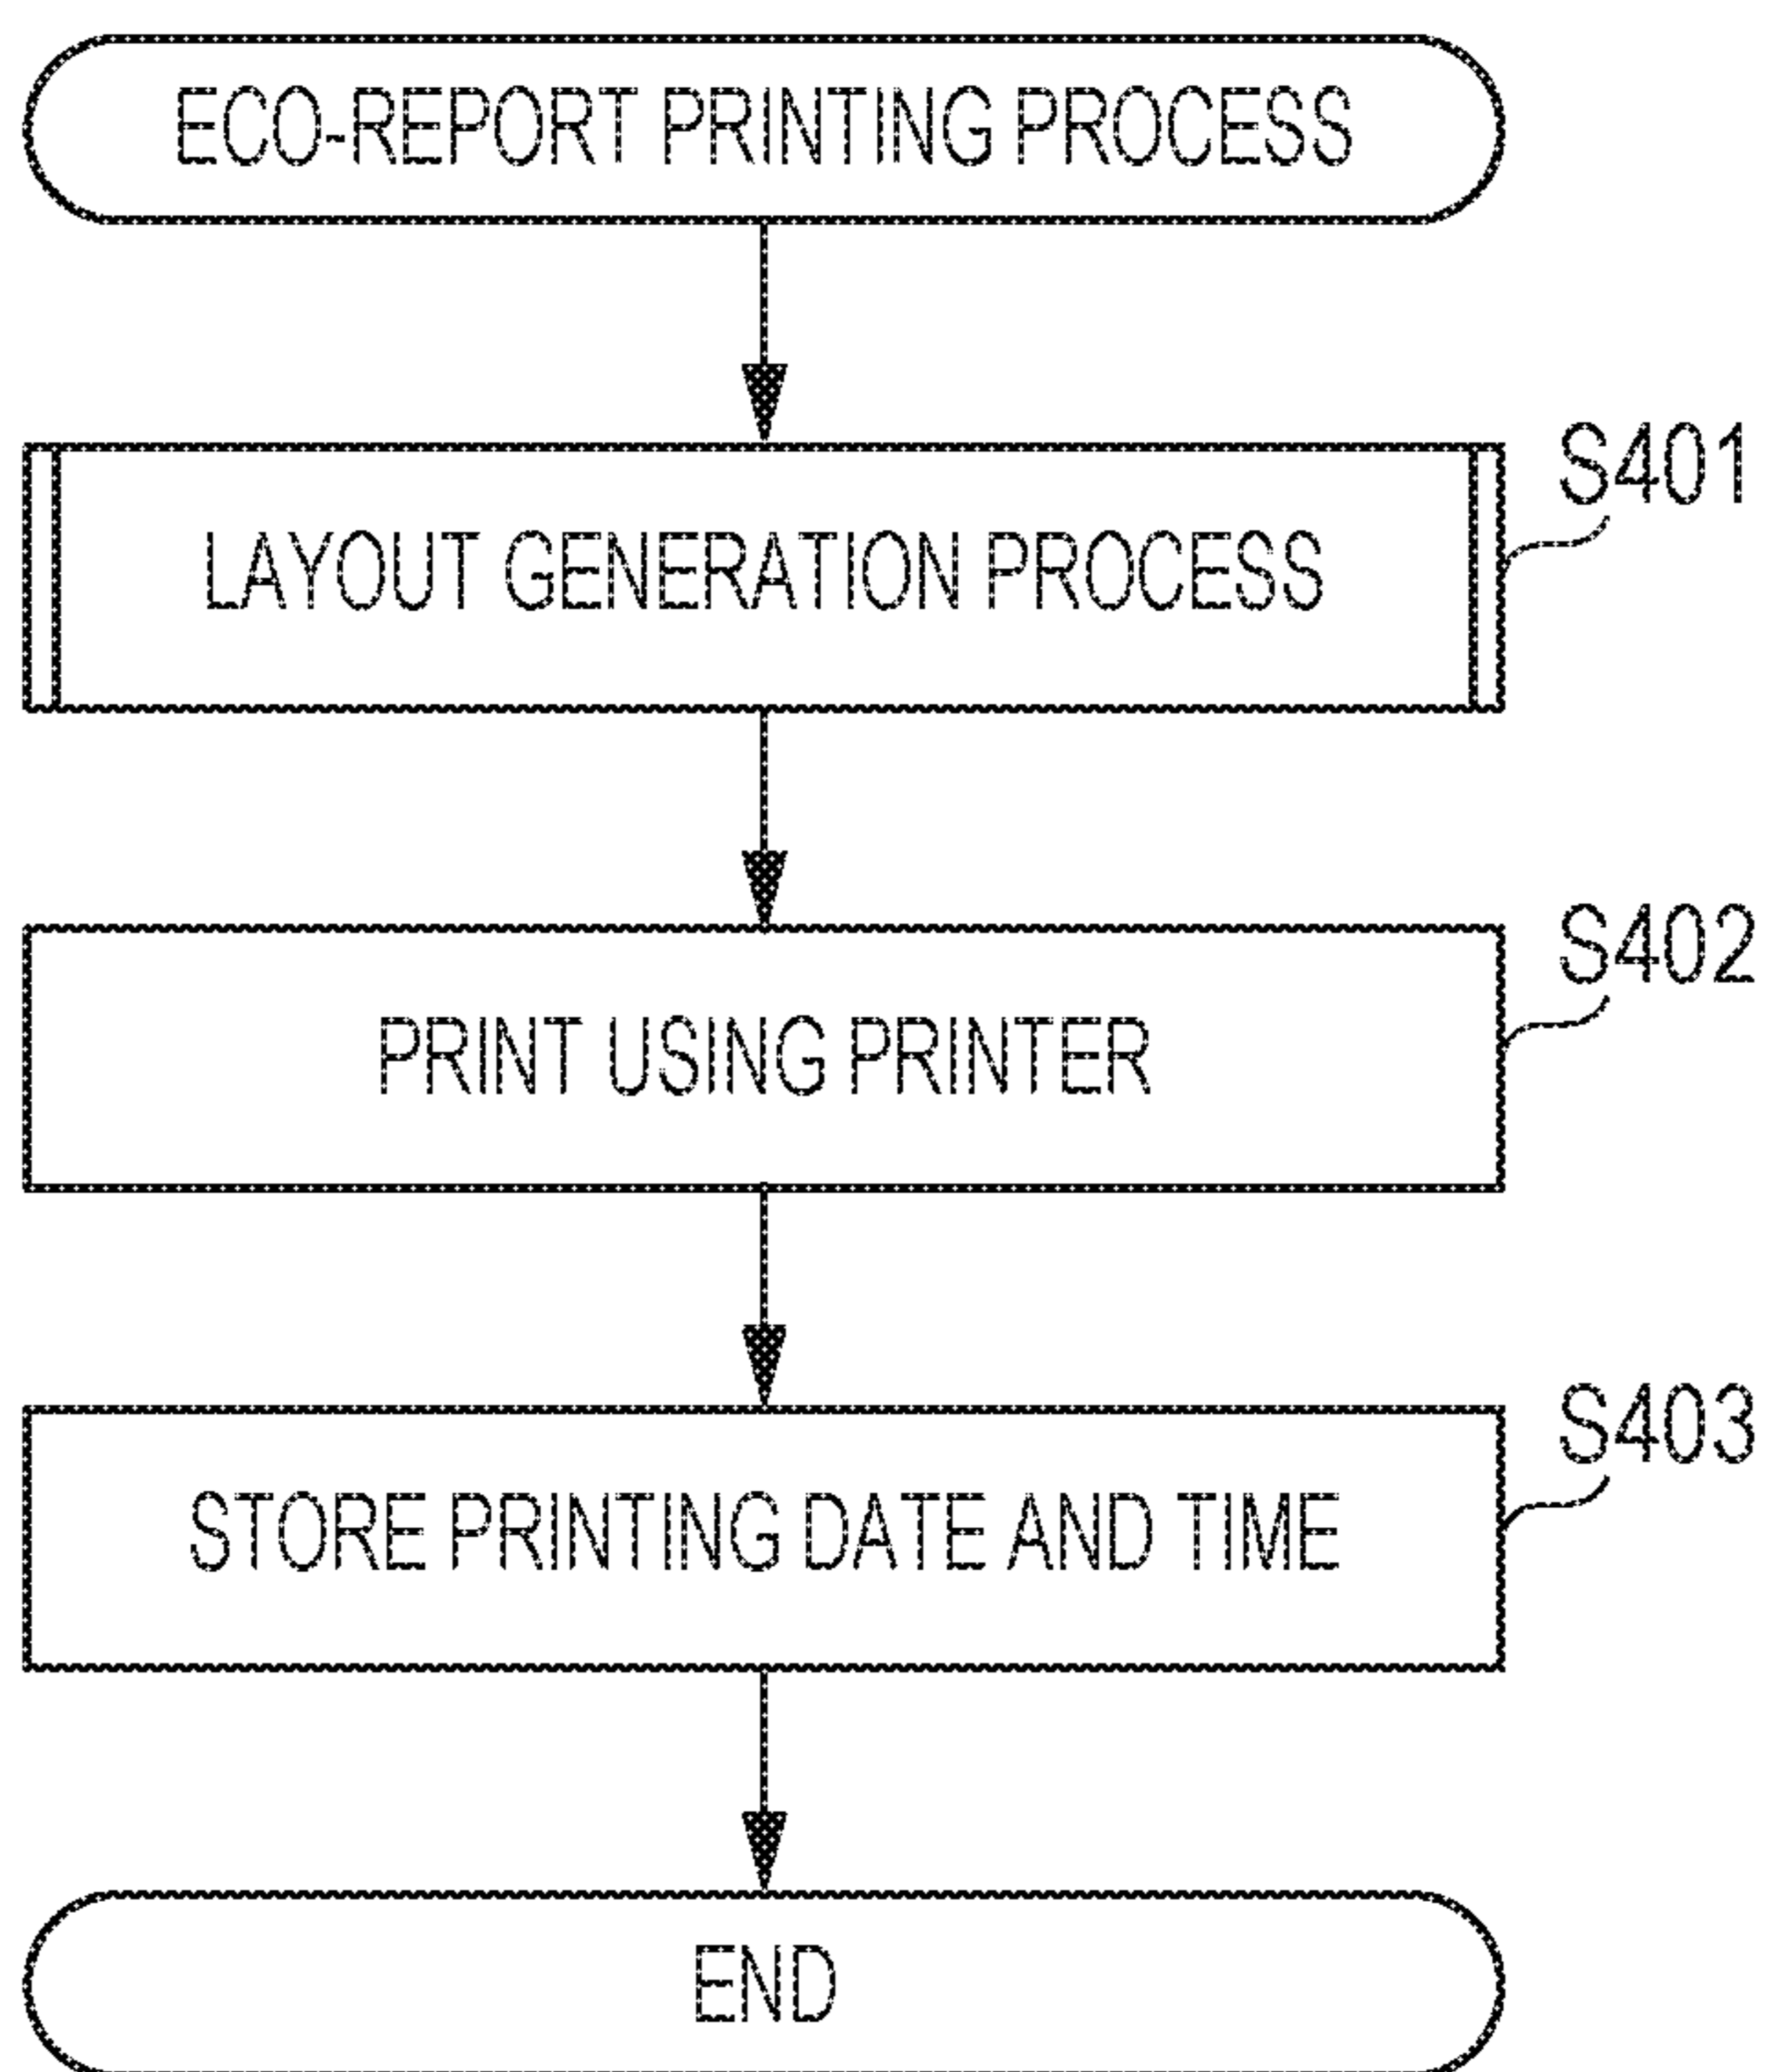 ECO-REPORT PRINTING PROCESS
S401
LAYOUT GENERATION PROCESS
S402
PRINT USING PRINTER
S403
STORE PRINTING DATE AND TIME
END